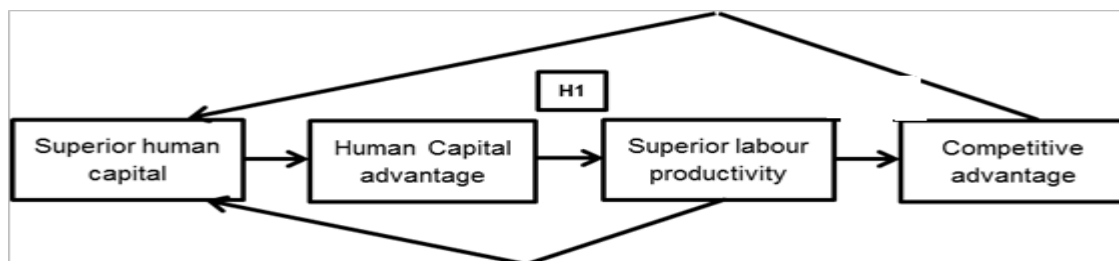 H1
Superior human
capital
Human Capital
advantage
Superior labour
productivity
Competitive
advantage